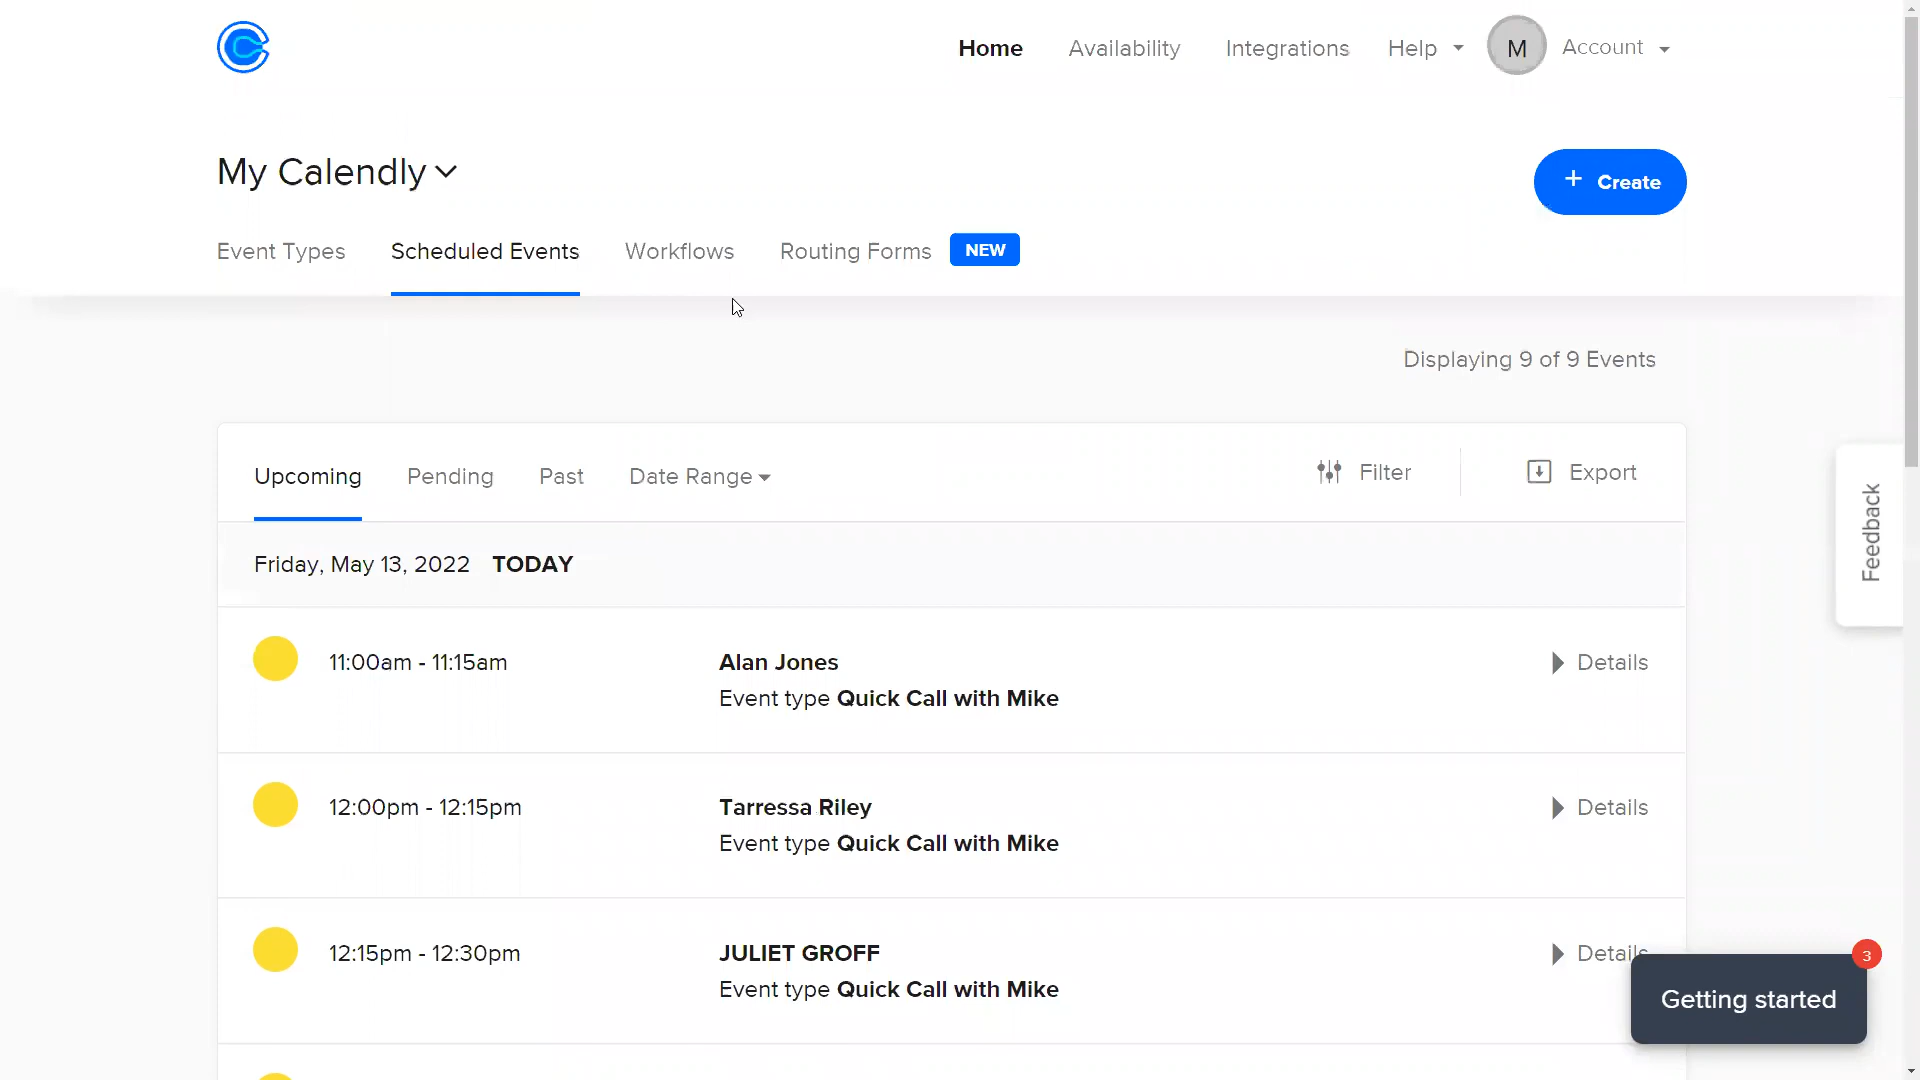 Home Availability Integrations Help M Account
My Calendly
+ Create
Event Types Scheduled Events Workflows Routing Forms NEW
Displaying 9 of 9 Events
Upcoming Pending Past Date Range Filter Export
Feedback
Friday, May 13, 2022 TODAY
11:00am - 11:15am Alan Jones Details
Event type Quick Call with Mike
12:00pm - 12:15pm Tarressa Riley Details
Event type Quick Call with Mike
12:15pm - 12:30pm JULIET GROFF Details
Event type Quick Call with Mike
3
Getting started